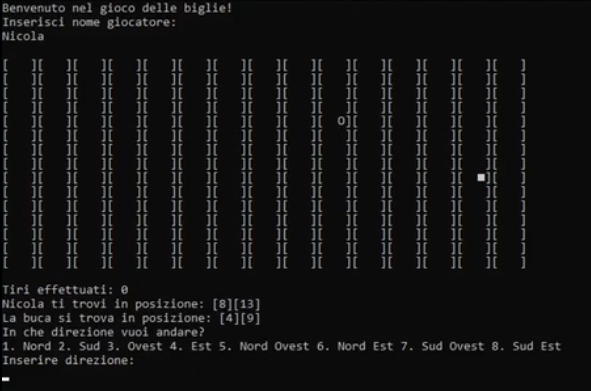 Benvenuto nel gioco delle biglie!
Inserisci nome giocatore:
Nicola
[   ][   ][   ][   ][   ][   ][   ][   ][   ][   ][   ][   ][   ][   ][   ]
[   ][   ][   ][   ][   ][   ][   ][   ][   ][   ][   ][   ][   ][   ][   ]
[   ][   ][   ][   ][   ][   ][   ][   ][   ][   ][   ][   ][   ][   ][   ]
[   ][   ][   ][   ][   ][   ][   ][   ][   ][   ][   ][   ][   ][   ][   ]
[   ][   ][   ][   ][   ][   ][   ][   ][   ][  O][   ][   ][   ][   ][   ]
[   ][   ][   ][   ][   ][   ][   ][   ][   ][   ][   ][   ][   ][   ][   ]
[   ][   ][   ][   ][   ][   ][   ][   ][   ][   ][   ][   ][   ][   ][   ]
[   ][   ][   ][   ][   ][   ][   ][   ][   ][   ][   ][   ][   ][   ][   ]
[   ][   ][   ][   ][   ][   ][   ][   ][   ][   ][   ][   ][   ][  ■][   ]
[   ][   ][   ][   ][   ][   ][   ][   ][   ][   ][   ][   ][   ][   ][   ]
[   ][   ][   ][   ][   ][   ][   ][   ][   ][   ][   ][   ][   ][   ][   ]
[   ][   ][   ][   ][   ][   ][   ][   ][   ][   ][   ][   ][   ][   ][   ]
[   ][   ][   ][   ][   ][   ][   ][   ][   ][   ][   ][   ][   ][   ][   ]
[   ][   ][   ][   ][   ][   ][   ][   ][   ][   ][   ][   ][   ][   ][   ]
[   ][   ][   ][   ][   ][   ][   ][   ][   ][   ][   ][   ][   ][   ][   ]
Tiri effettuati: 0
Nicola ti trovi in posizione: [8][13]
La buca si trova in posizione: [4][9]
In che direzione vuoi andare?
1. Nord 2. Sud 3. Ovest 4. Est 5. Nord Ovest 6. Nord Est 7. Sud Ovest 8. Sud Est
Inserire direzione: